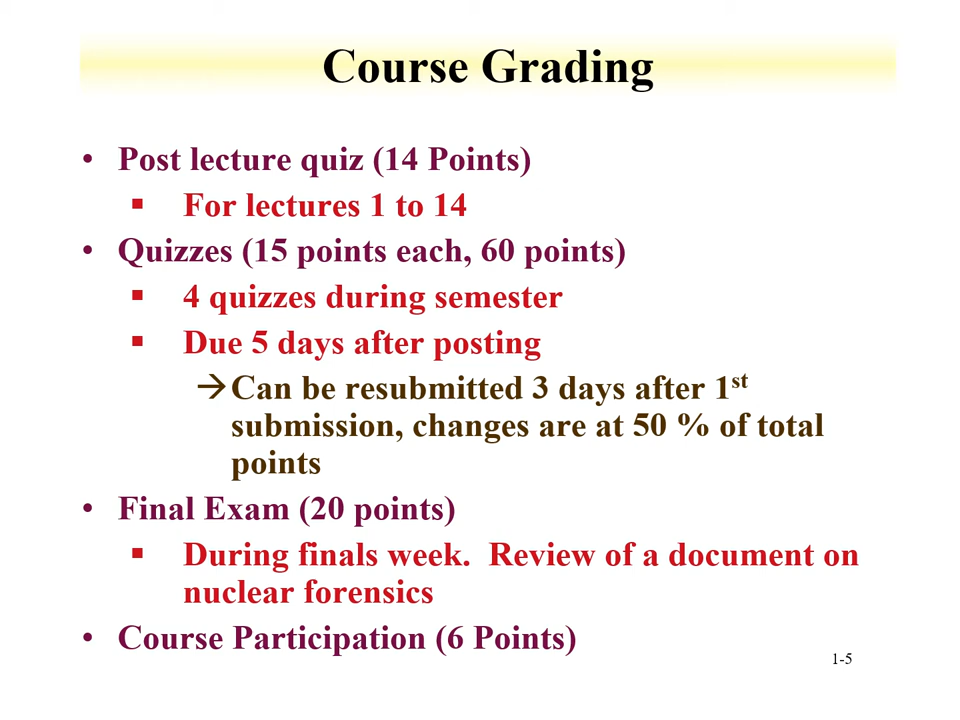 Course Grading
• Post lecture quiz (14 Points)
▪ For lectures 1 to 14
• Quizzes (15 points each, 60 points)
▪ 4 quizzes during semester
▪ Due 5 days after posting
→Can be resubmitted 3 days after 1st
submission, changes are at 50 % of total
points
• Final Exam (20 points)
▪ During finals week. Review of a document on
nuclear forensics
• Course Participation (6 Points)
1-5